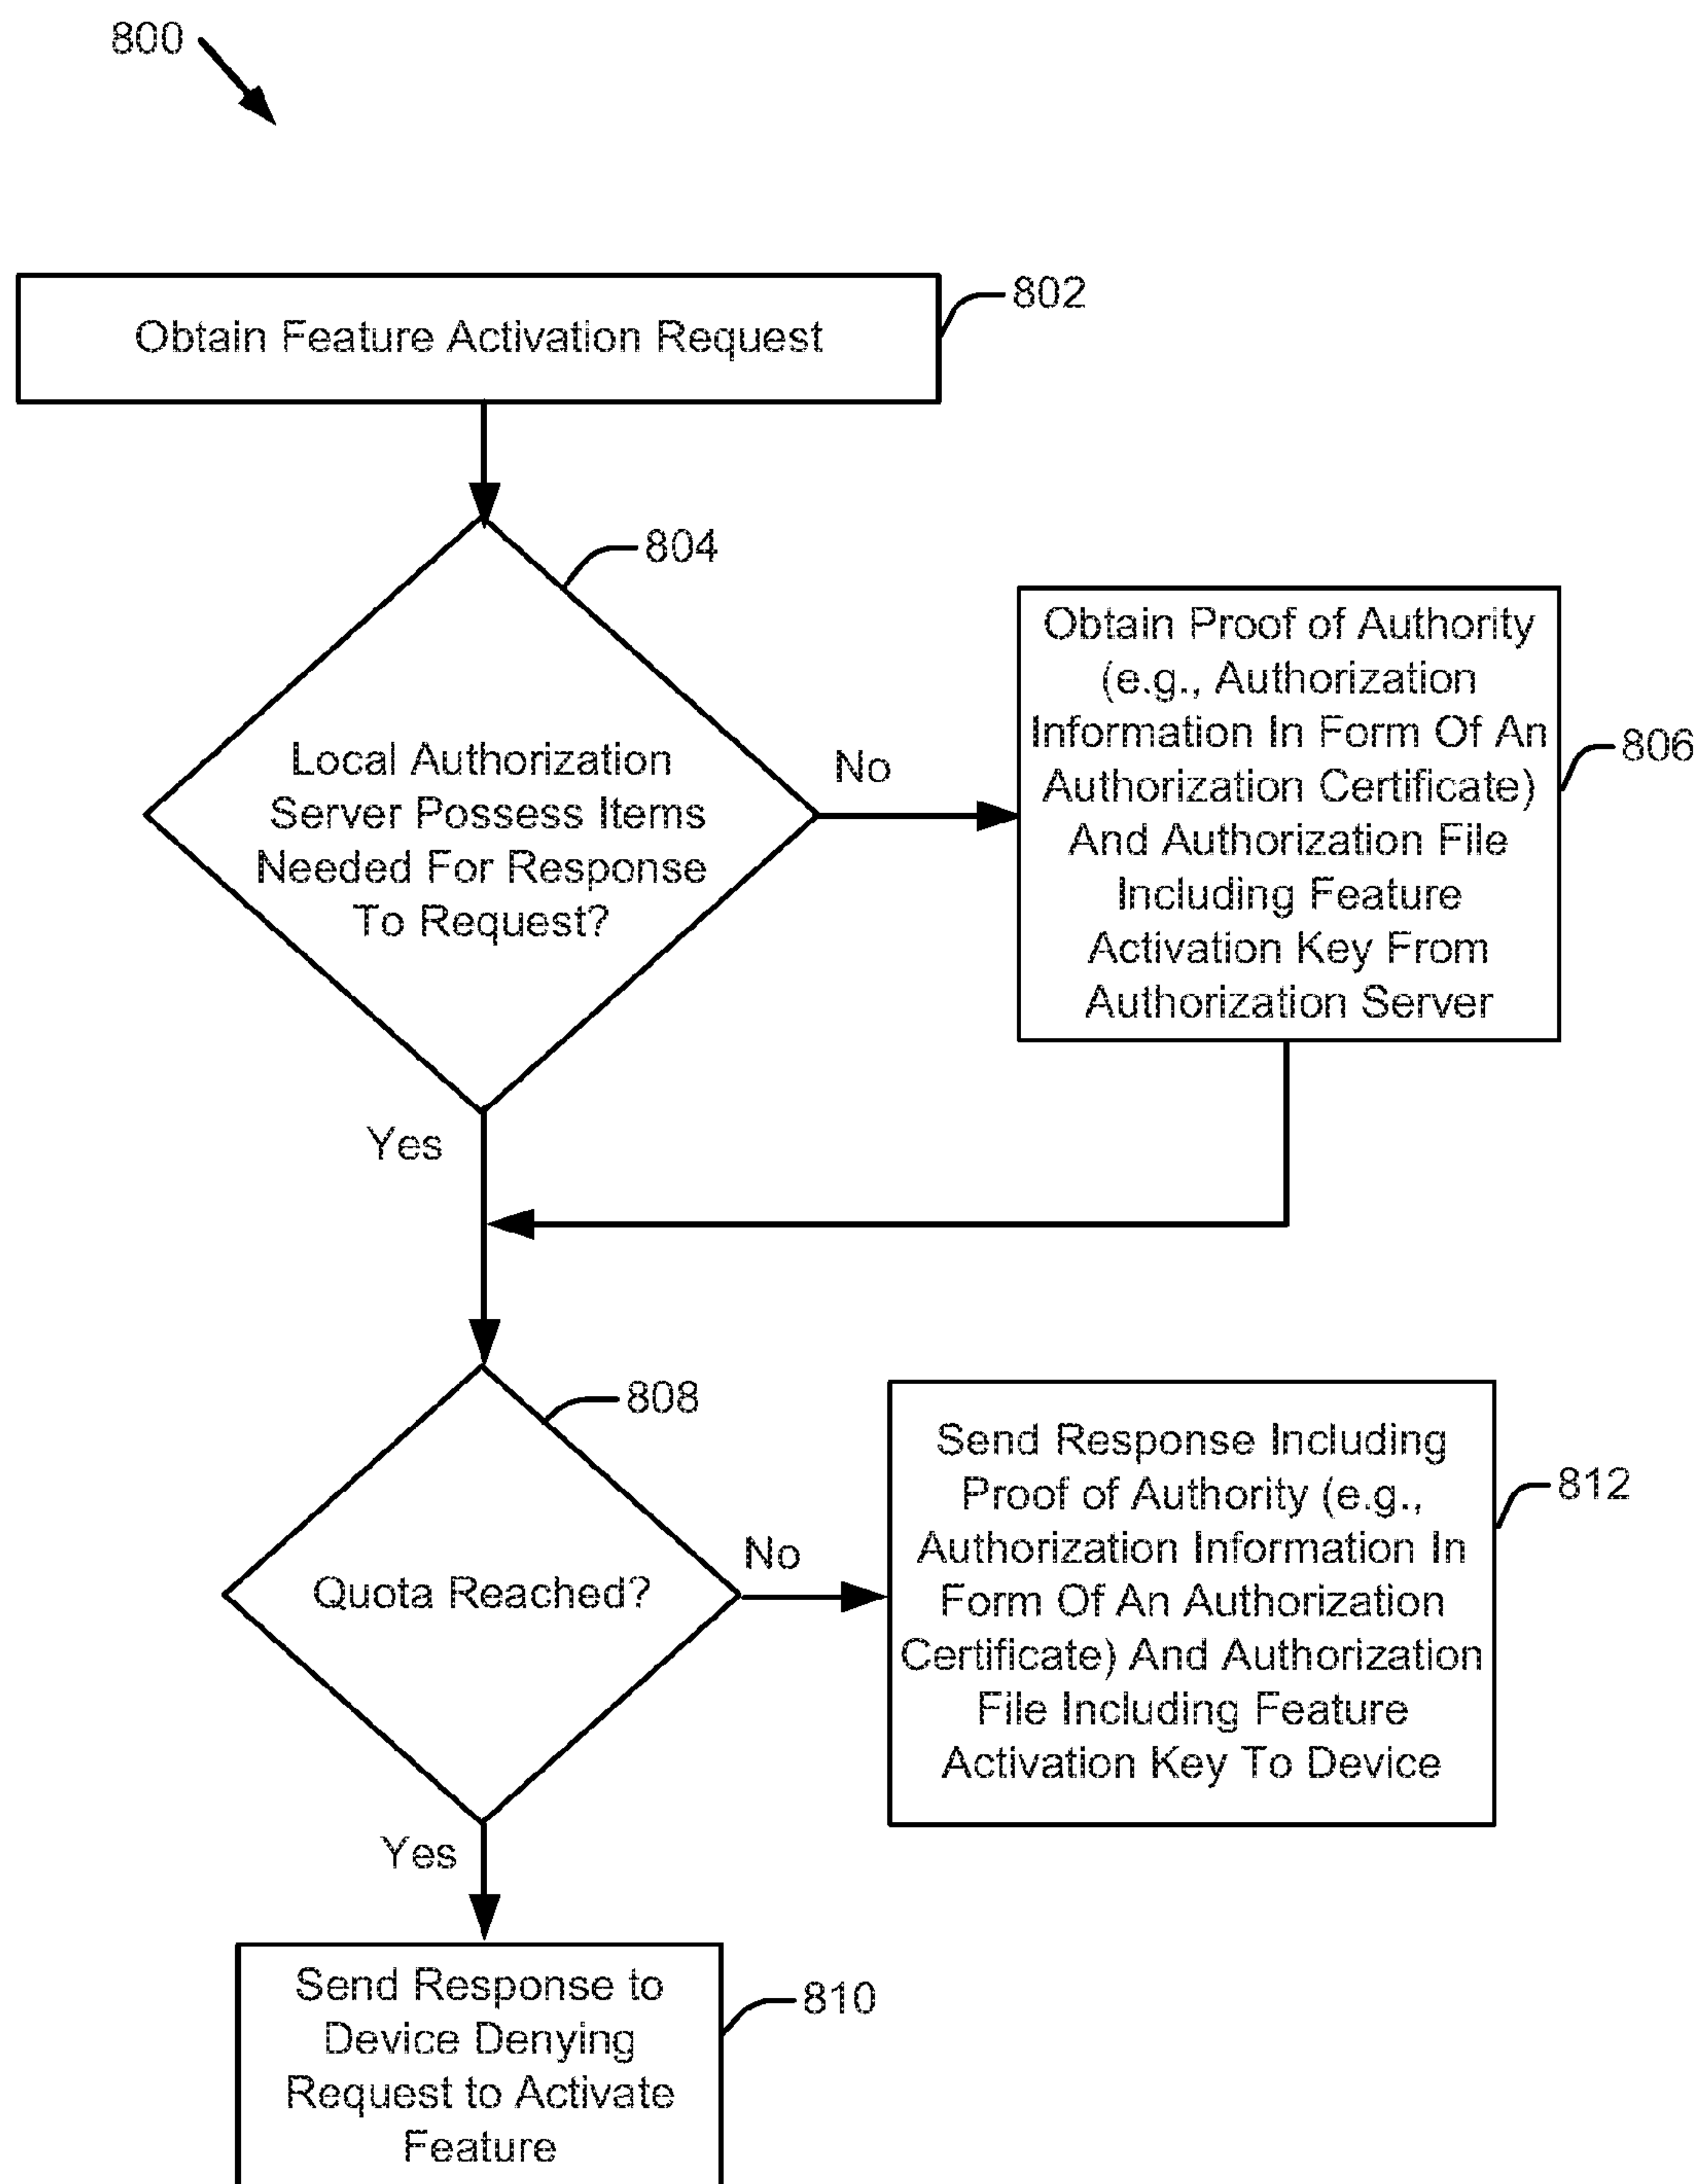 800
Obtain Feature Activation Request
802
804
Local Authorization
Server Possess Items
Needed For Response
To Request?
No
Obtain Proof of Authority
(e.g., Authorization
Information In Form Of An
Authorization Certificate)
And Authorization File
Including Feature
Activation Key From
Authorization Server
806
Yes
808
Quota Reached?
No
Send Response Including
Proof of Authority (e.g.,
Authorization Information In
Form Of An Authorization
Certificate) And Authorization
File Including Feature
Activation Key To Device
812
Yes
Send Response to
Device Denying
Request to Activate
Feature
810